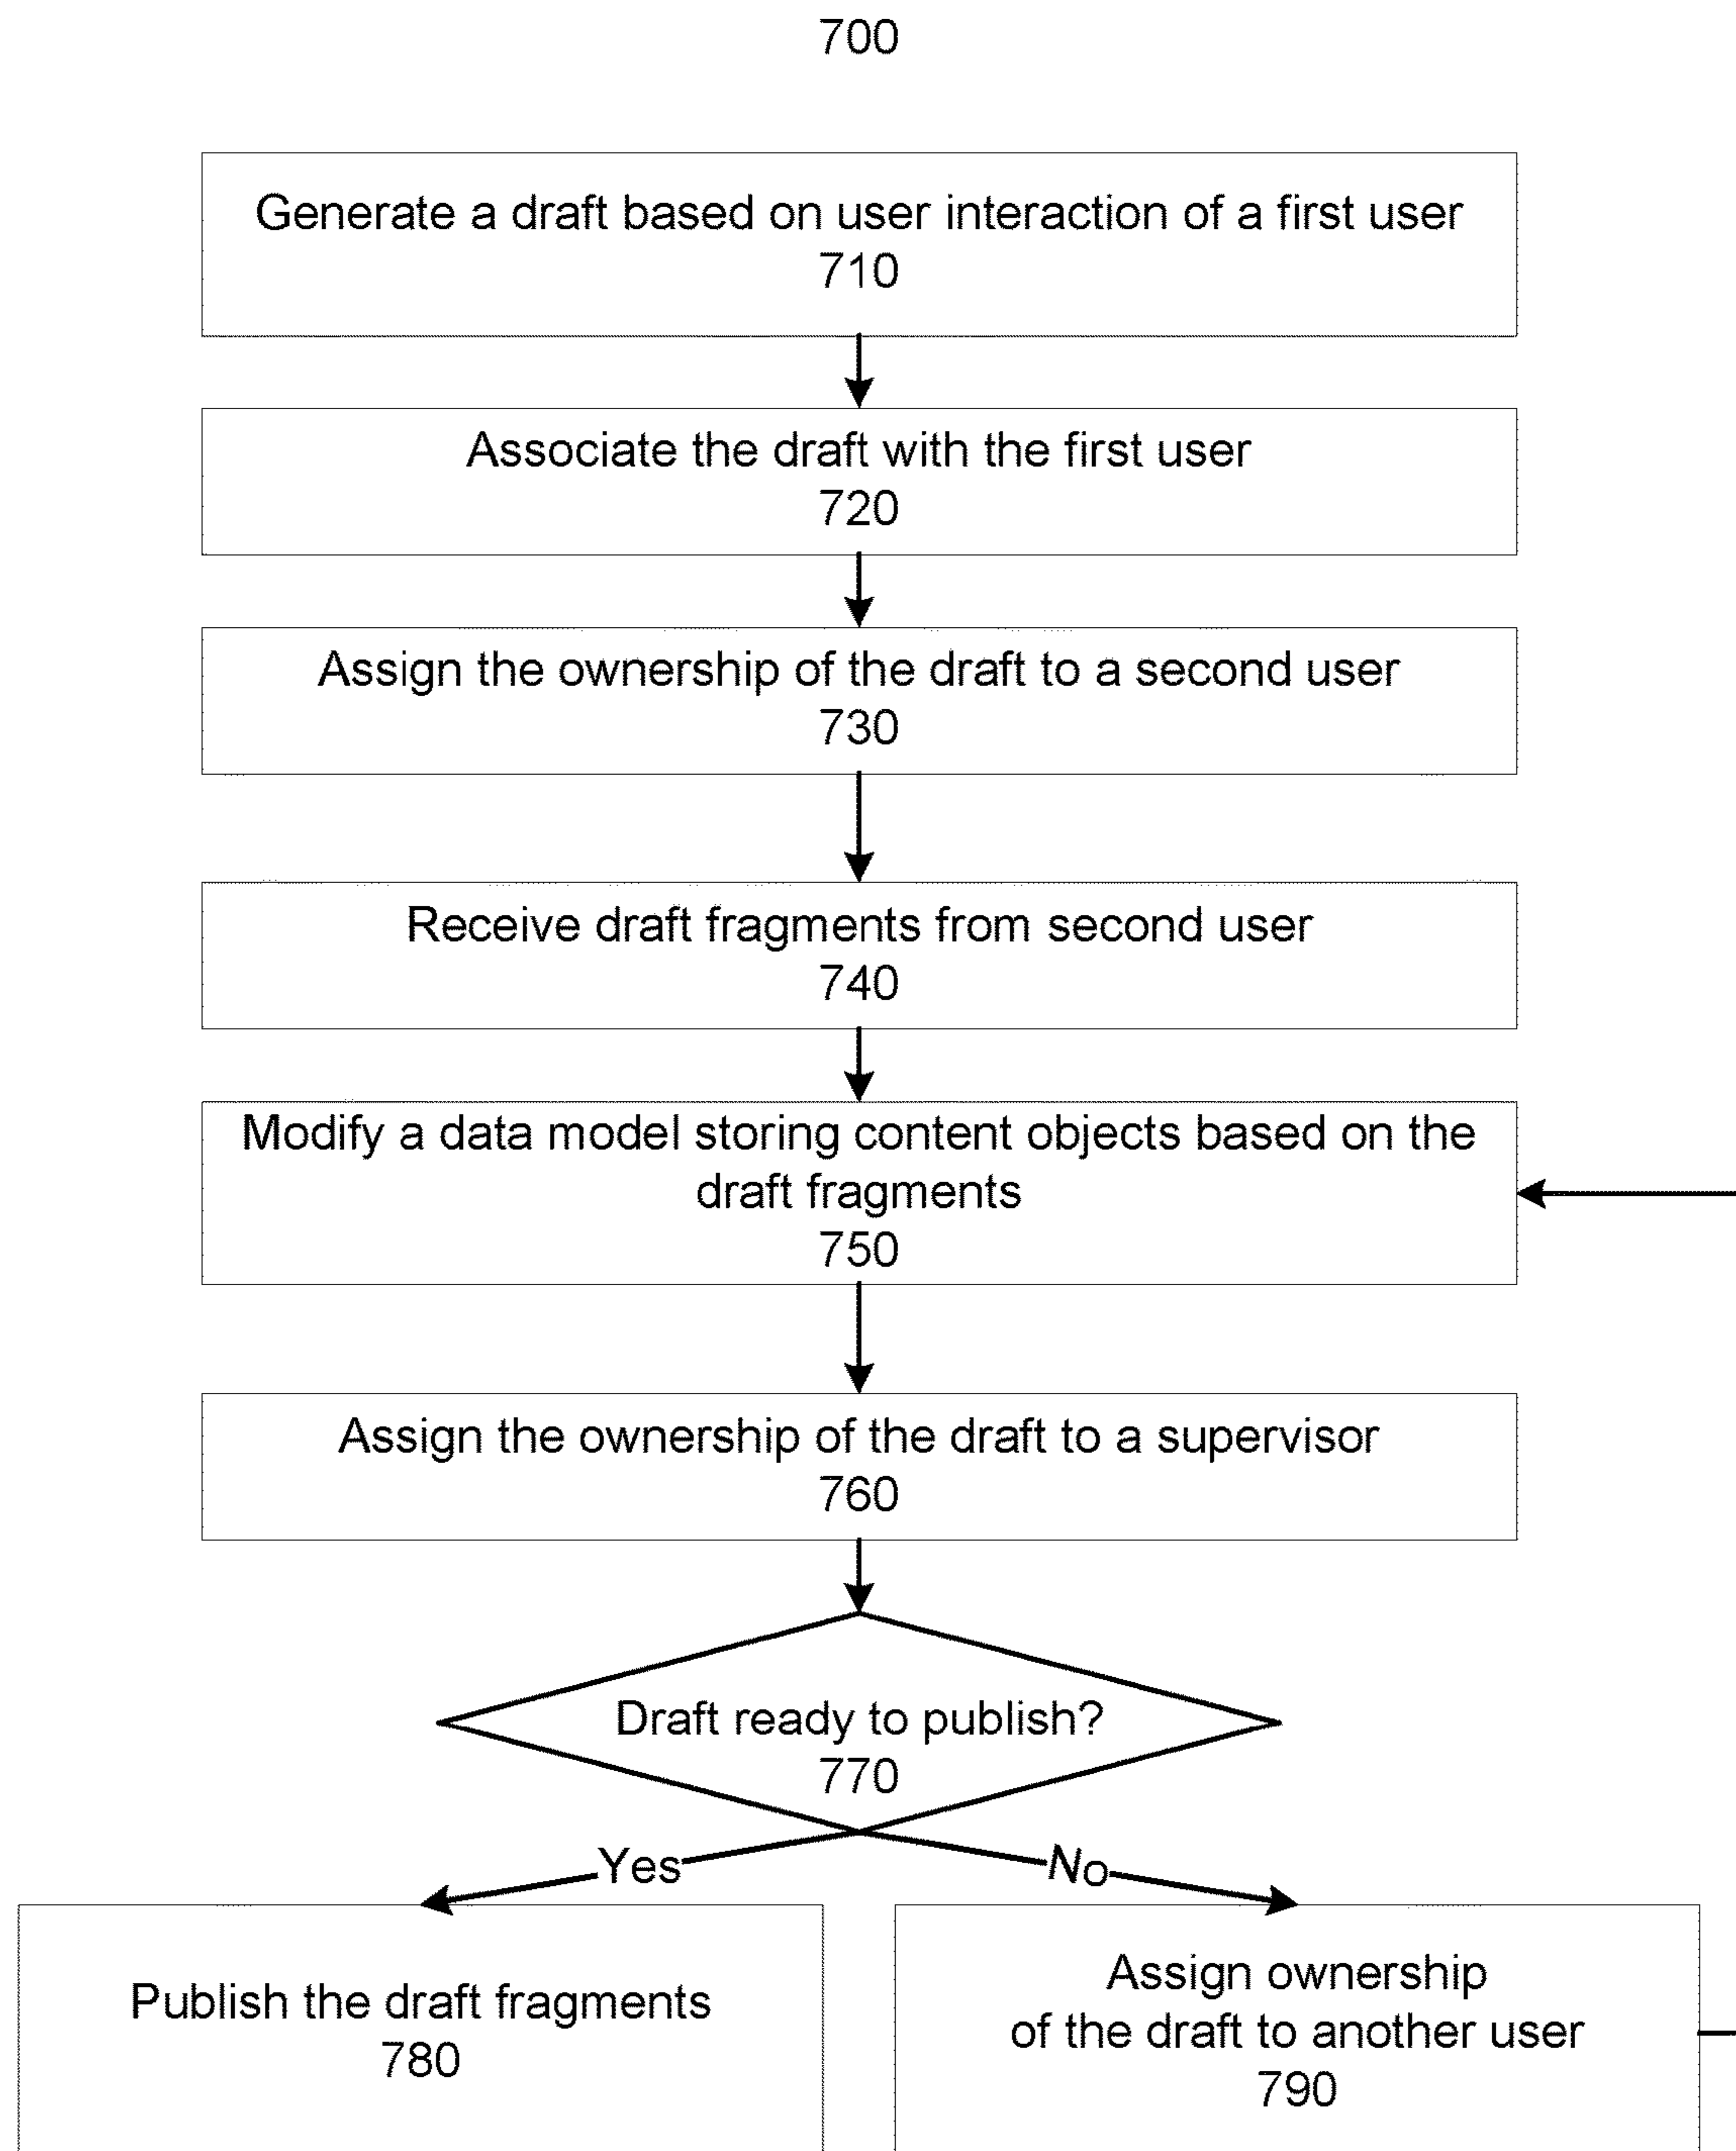 700
Generate a draft based on user interaction of a first user
710
Associate the draft with the first user
720
Assign the ownership of the draft to a second user
730
Receive draft fragments from second user
740
Modify a data model storing content objects based on the
draft fragments
750
Assign the ownership of the draft to a supervisor
760
Draft ready to publish?
770
Yes
No
Publish the draft fragments
780
Assign ownership
of the draft to another user
790